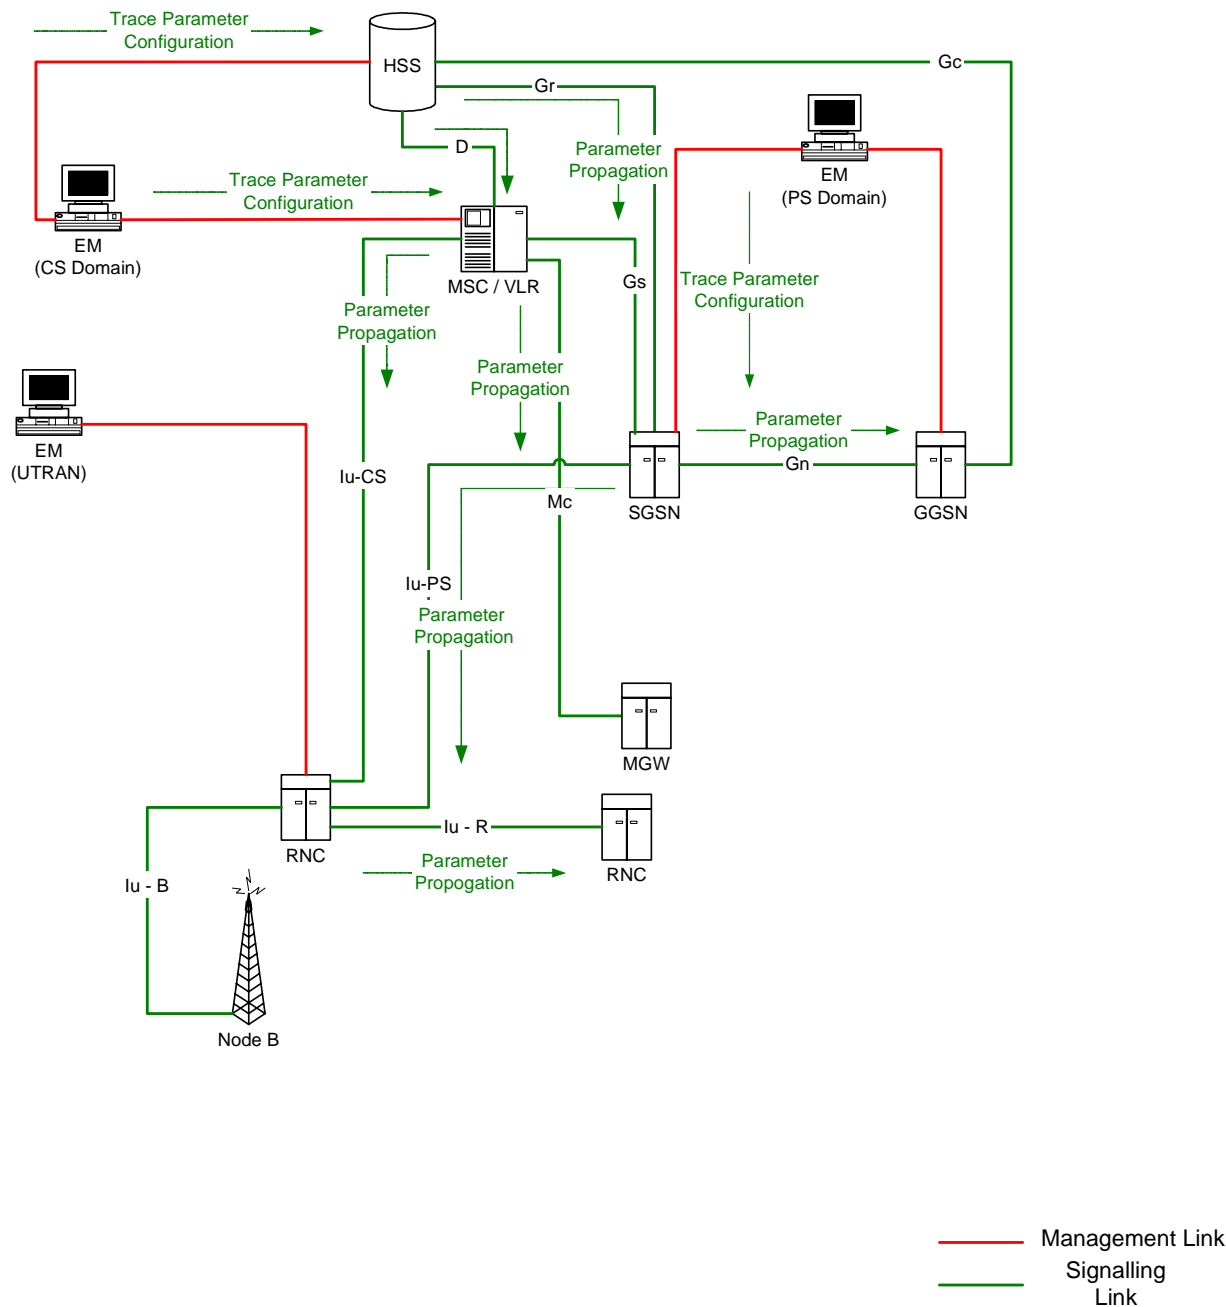 Trace Parameter
Configuration
HSS
Gc
Gr
D
Parameter
Propagation
EM
(PS Domain)
Trace Parameter
Configuration
EM
(CS Domain)
MSC / VLR
Gs
Trace Parameter
Configuration
Parameter
Propagation
Parameter
Propagation
Parameter
Propagation
EM
(UTRAN)
Iu-CS
Gn
Mc
SGSN
GGSN
Iu-PS
Parameter
Propagation
MGW
Iu - R
RNC
Parameter
Propogation
RNC
Iu - B
Node B
Management Link
Signalling
Link